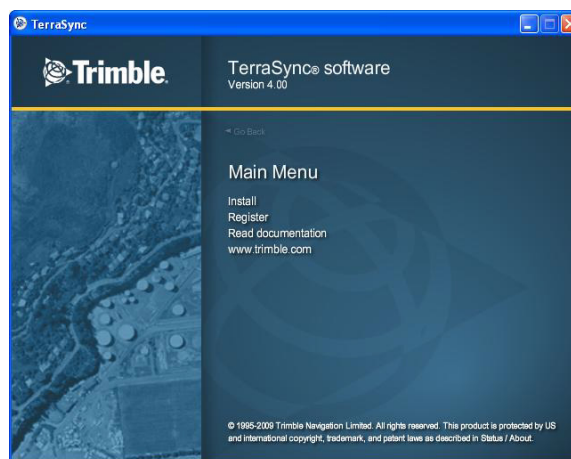 TerraSync
Trimble.
TerraSync® software
Version 4.00
Go Back
Main Menu
Install
Register
Read documentation
www.trimble.com
© 1995-2009 Trimble Navigation Limited. All rights reserved. This product is protected by US
and international copyright, trademark, and patent laws as described in Status / About.